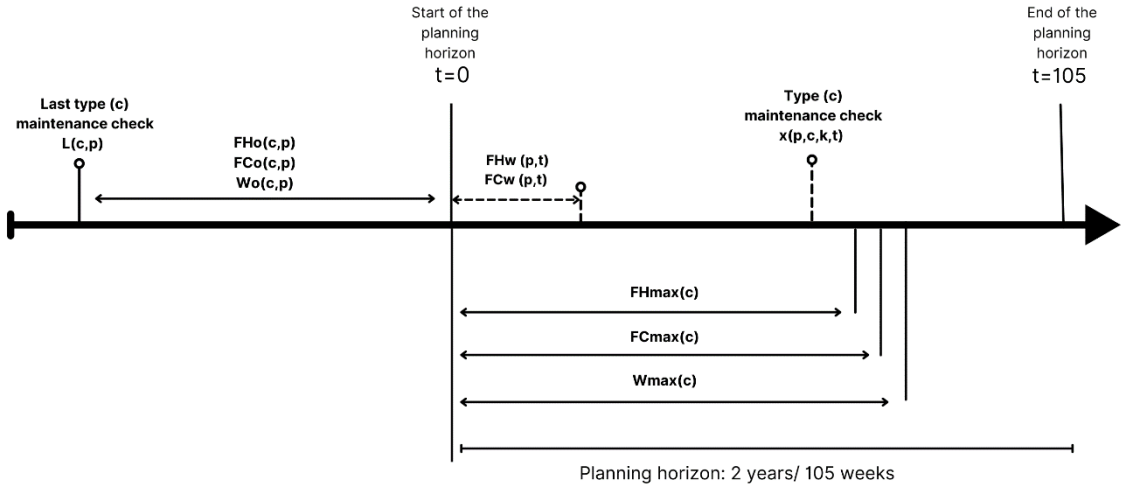 Start of the
planning
horizon
t=0
End of the
planning
horizon
t=105
Last type (c)
maintenance check
L(c,p)
FHo(c,p)
FCo(c,p)
Wo(c,p)
FHw (p,t)
FCw (p,t)
Type (c)
maintenance check
x(p,c,k,t)
FHmax(c)
FCmax(c)
Wmax(c)
Planning horizon: 2 years/ 105 weeks